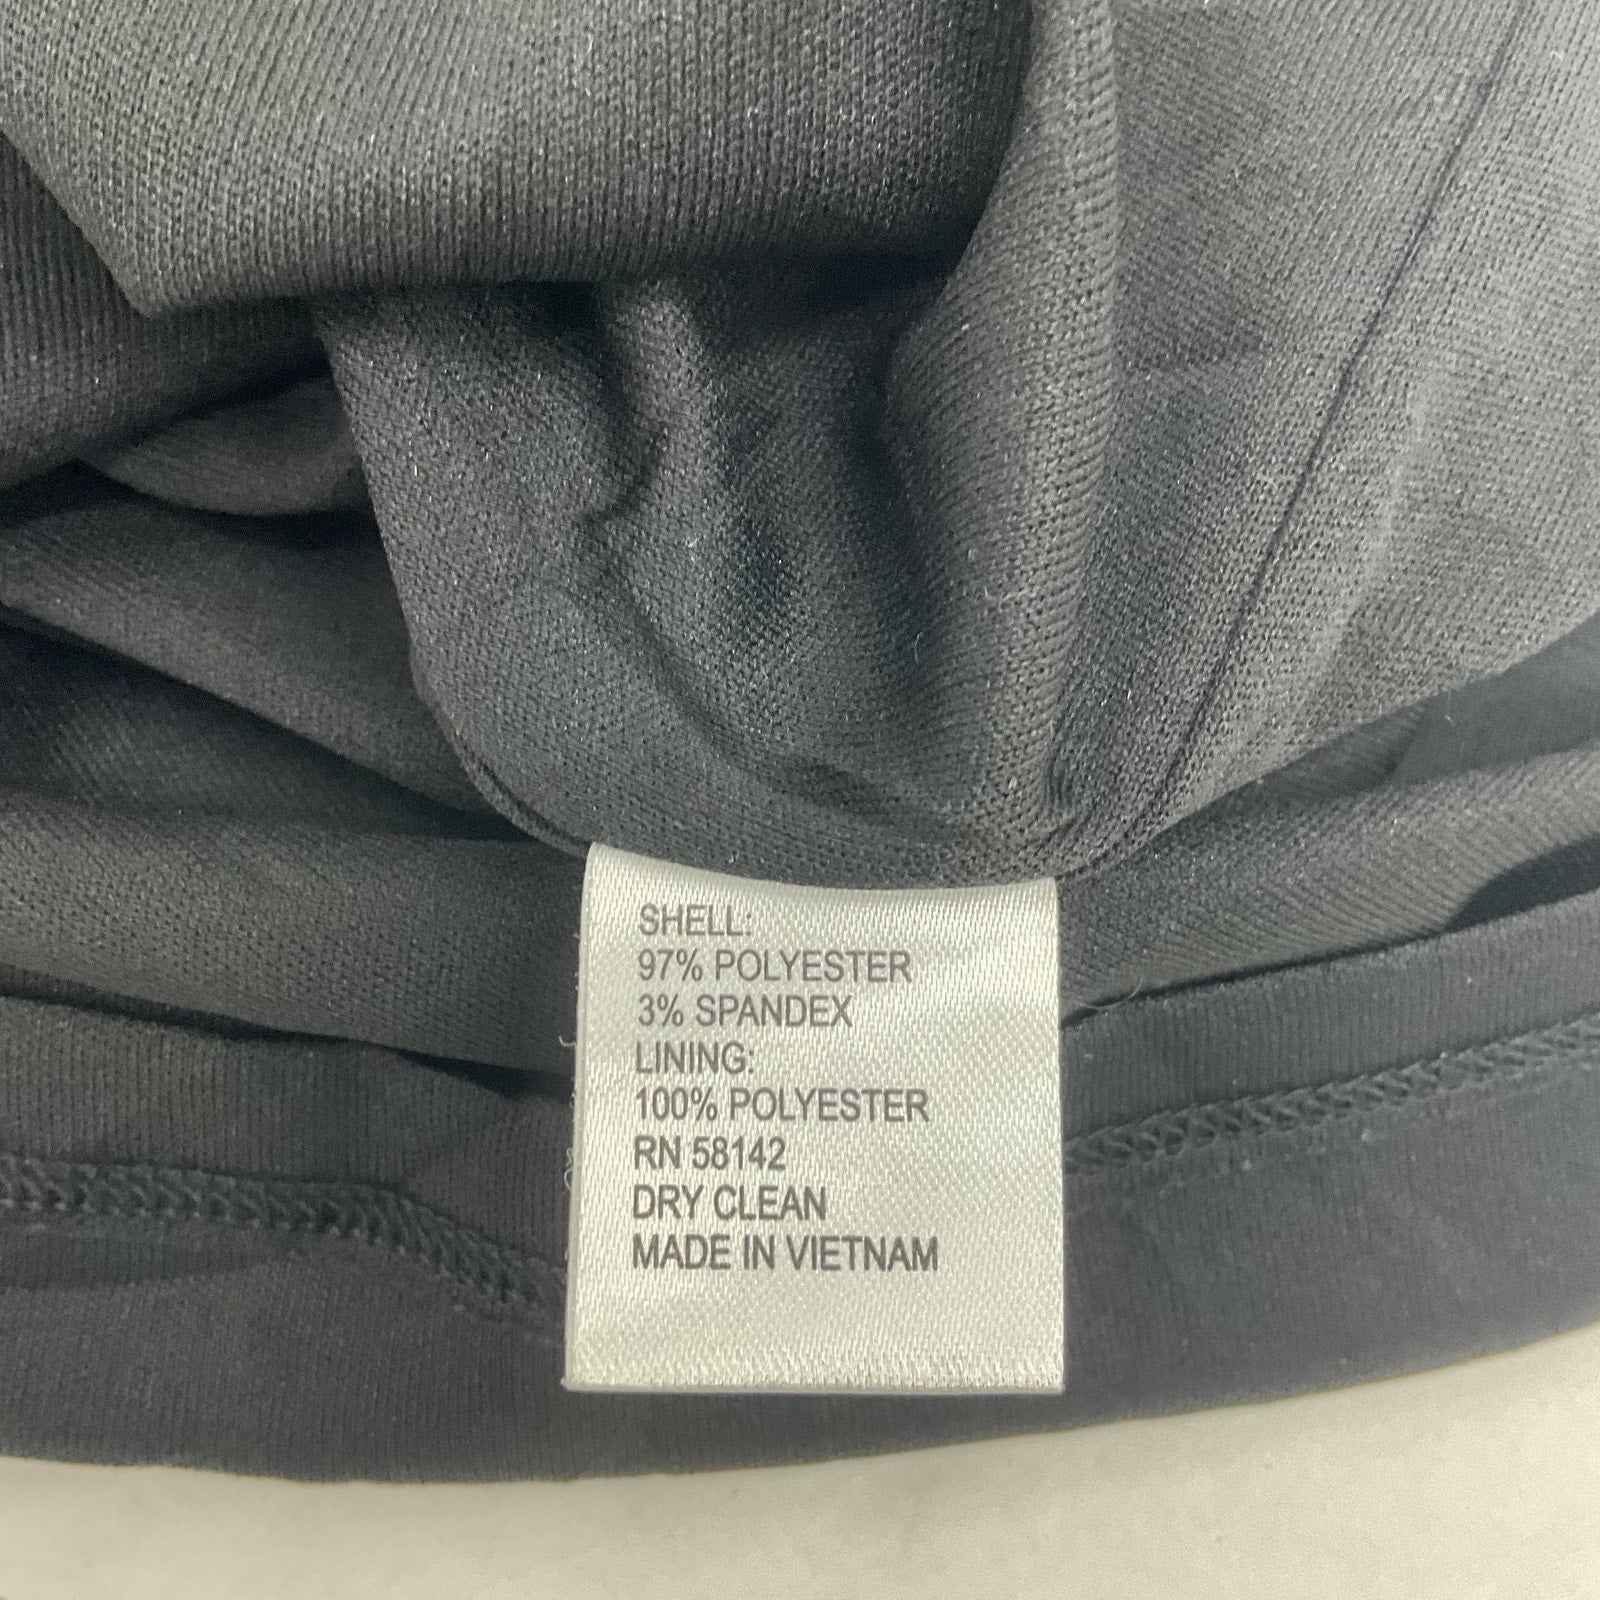 SHELL:
97% POLYESTER
3% SPANDEX
LINING:
100% POLYESTER
RN 58142
DRY CLEAN
MADE IN VIETNAM